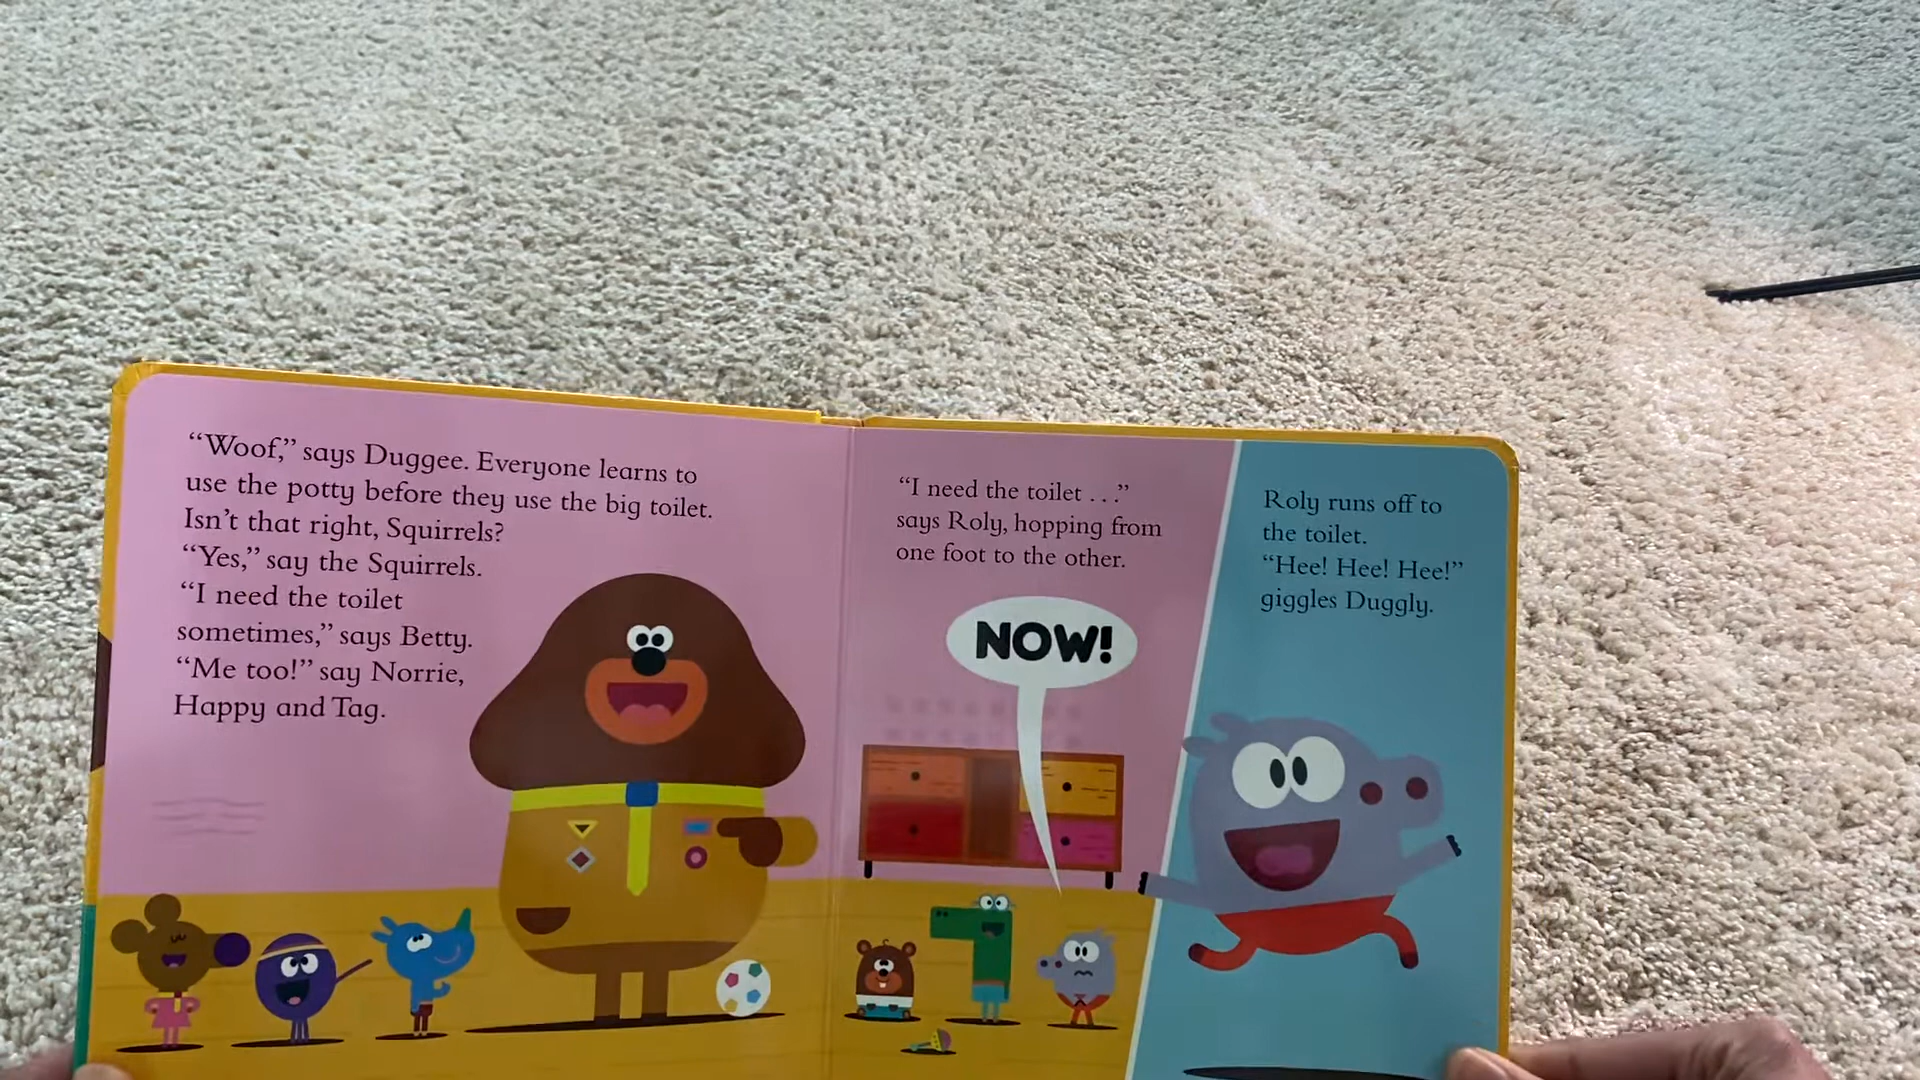 “Woof,” says Duggee. Everyone learns to
use the potty before they use the big toilet.
Isn’t that right, Squirrels?
“Yes,” say the Squirrels.
“I need the toilet
sometimes,” says Betty.
“Me too!” say Norrie,
Happy and Tag.
“I need the toilet . . .”
says Roly, hopping from
one foot to the other.
NOW!
Roly runs off to
the toilet.
“Hee! Hee! Hee!”
giggles Duggly.